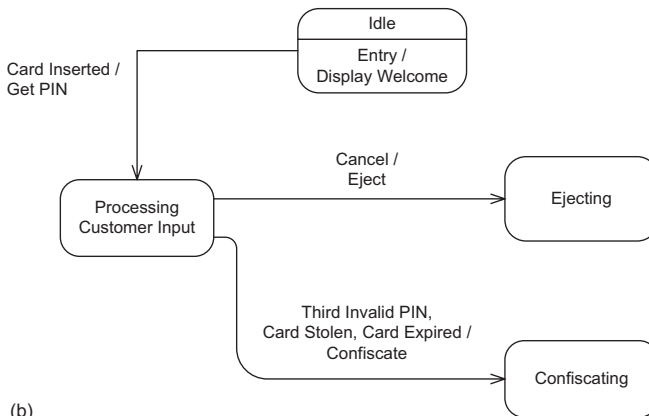 Idle
Entry /
Display Welcome
Card Inserted /
Get PIN
Cancel /
Eject
Processing
Customer Input
Ejecting
Third Invalid PIN,
Card Stolen, Card Expired /
Confiscate
Confiscating
(b)